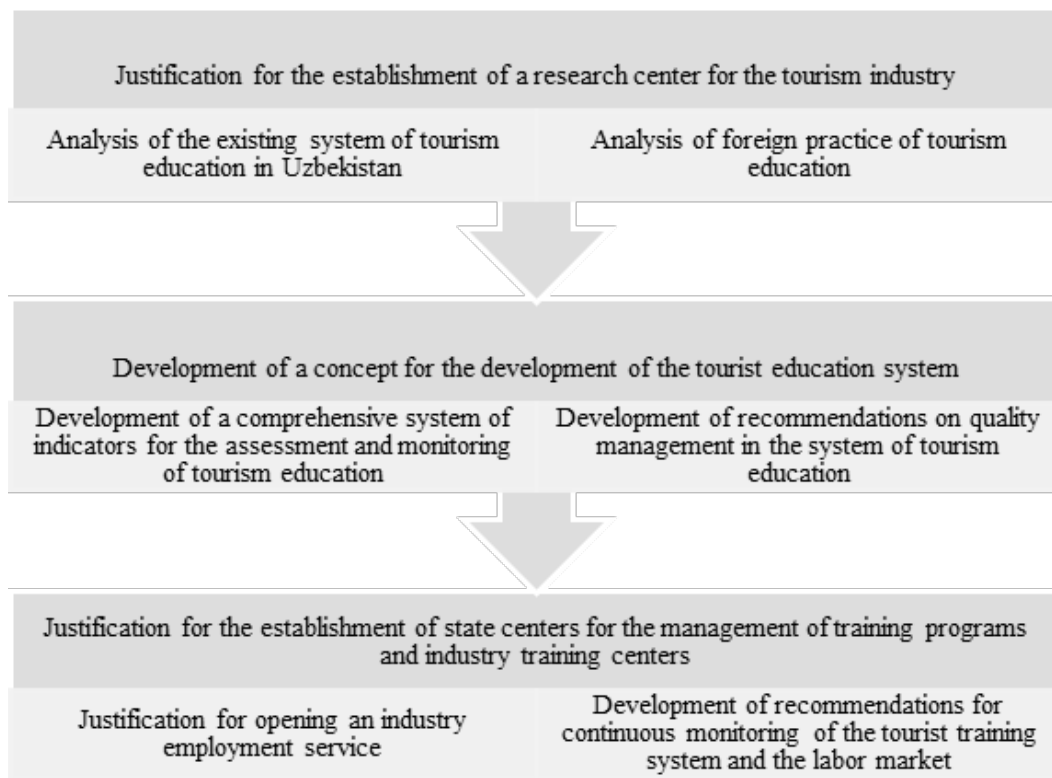 Justification for the establishment of a research center for the tourism industry
Analysis of the existing system of tourism
education in Uzbekistan
Analysis of foreign practice of tourism
education
Development of a concept for the development of the tourist education system
Development of a comprehensive system of
indicators for the assessment and monitoring
of tourism education
Development of recommendations on quality
management in the system of tourism
education
Justification for the establishment of state centers for the management of training programs
and industry training centers
Justification for opening an industry
employment service
Development of recommendations for
continuous monitoring of the tourist training
system and the labor market